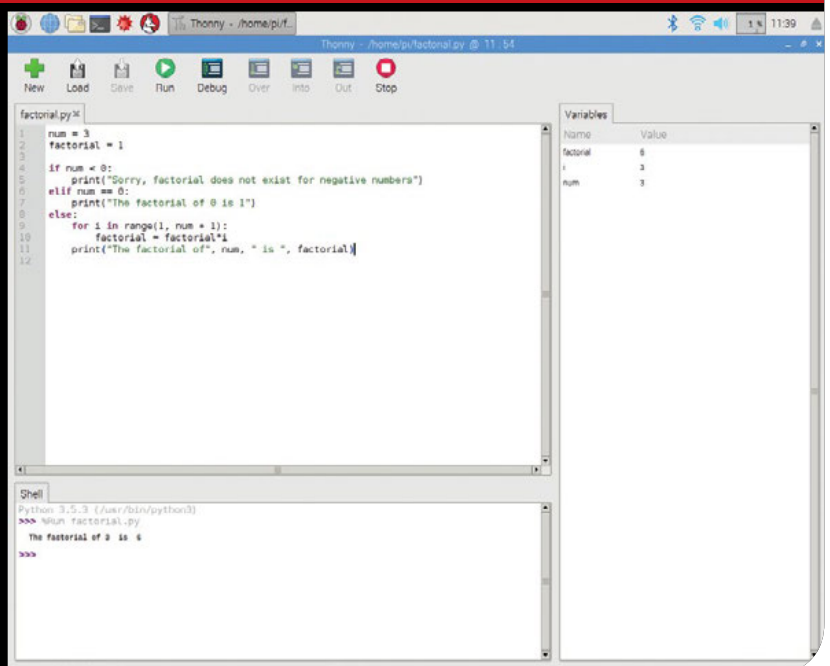 Thonny - /home/pi/f...
1 %
11:39
Thonny - /home/pi/factorial.py @ 11 : 54
New Load Save Run Debug Over Into Out Stop
factorial.py
1 num = 3
2 factorial = 1
3
4 if num < 0:
5 print("Sorry, factorial does not exist for negative numbers")
6 elif num == 0:
7 print("The factorial of 0 is 1")
8 else:
9 for i in range(1, num + 1):
10 factorial = factorial*i
11 print("The factorial of", num, " is ", factorial)
12
Variables
Name Value
factorial 6
i 3
num 3
Shell
Python 3.5.3 (/usr/bin/python3)
>>> %Run factorial.py
The factorial of 3 is 6
>>>